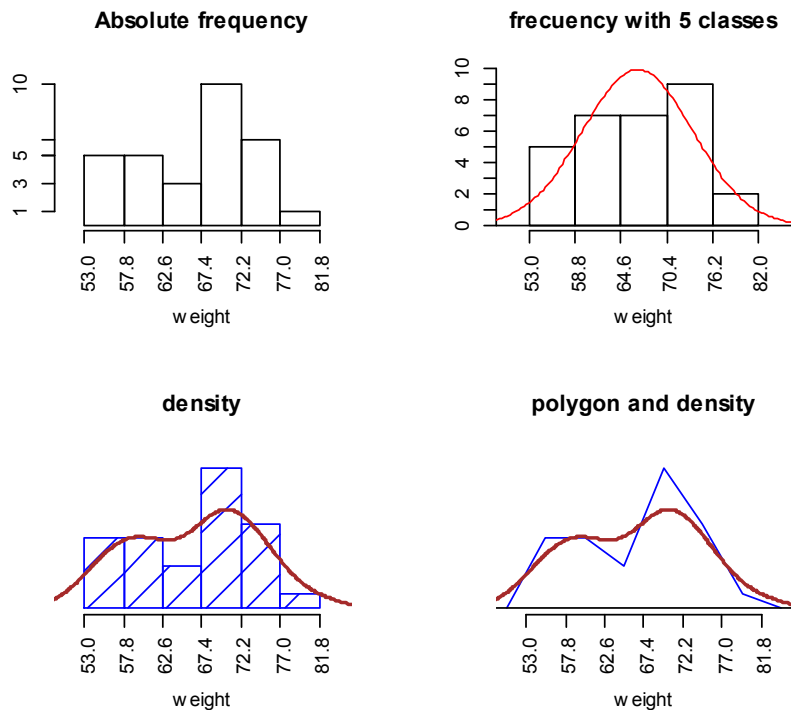 Absolute frequency
10
5
3
1
53.0 57.8 62.6 67.4 72.2 77.0 81.8
weight
frecuency with 5 classes
10
8
6
4
2
0
53.0 58.8 64.6 70.4 76.2 82.0
weight
density
53.0 57.8 62.6 67.4 72.2 77.0 81.8
weight
polygon and density
53.0 57.8 62.6 67.4 72.2 77.0 81.8
weight